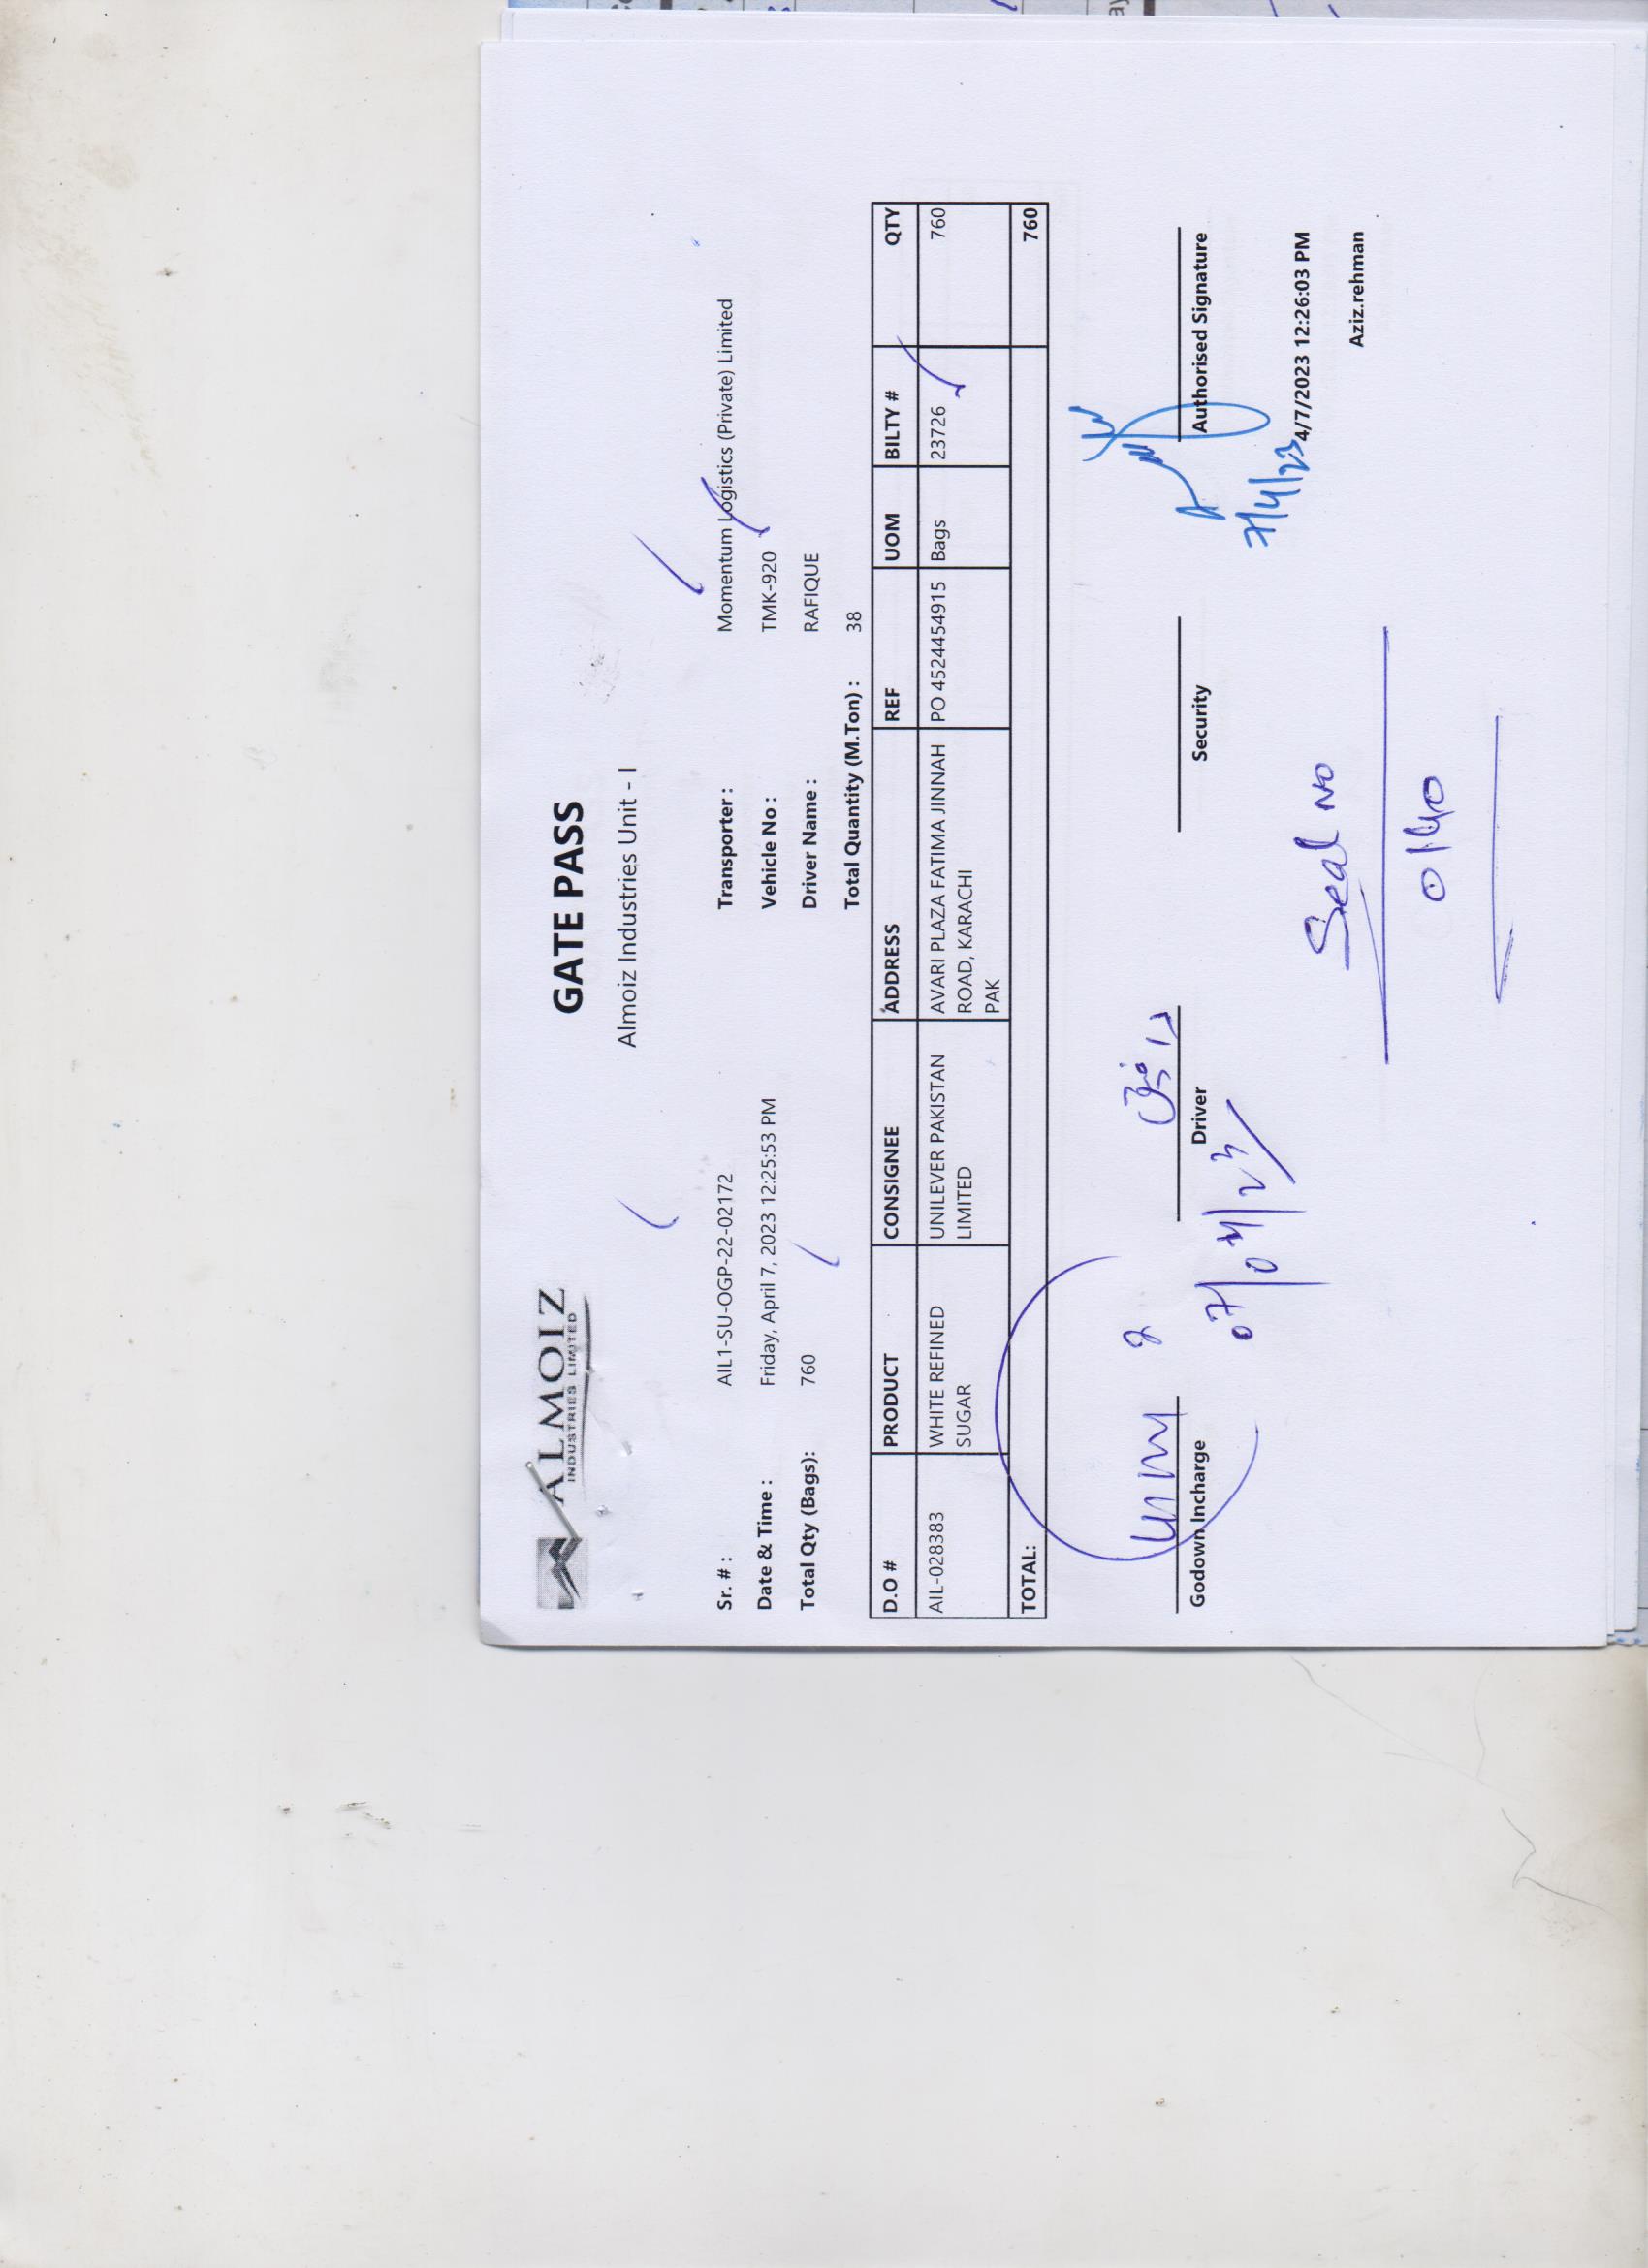 ALMOIZ
INDUSTRIES LIMITED
GATE PASS
Almoiz Industries Unit - I
Sr. # : AIL1-SU-OGP-22-02172 Transporter : Momentum Logistics (Private) Limited
Date & Time : Friday, April 7, 2023 12:25:53 PM Vehicle No : TMK-920
Total Qty (Bags): 760 Driver Name : RAFIQUE
Total Quantity (M.Ton) : 38
D.O # PRODUCT CONSIGNEE ADDRESS REF UOM BILTY # QTY
AIL-028383 WHITE REFINED UNILEVER PAKISTAN AVARI PLAZA FATIMA JINNAH PO 4524454915 Bags 23726 760
SUGAR LIMITED ROAD, KARACHI
PAK
TOTAL: 760
Godown Incharge Driver Security Authorised Signature
07/04/23
7/4/23
4/7/2023 12:26:03 PM
Aziz.rehman
Seal No
0140